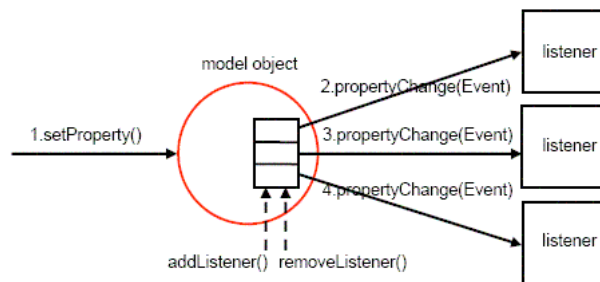 model object
listener
2.propertyChange(Event)
1.setProperty()
3.propertyChange(Event)
listener
4.propertyChange(Event)
listener
addListener() removeListener()